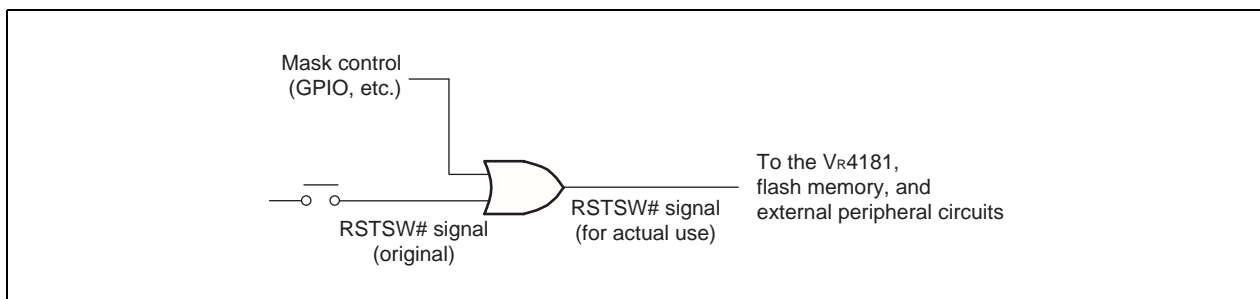 Mask control
(GPIO, etc.)
To the VR4181,
flash memory, and
external peripheral circuits
RSTSW# signal
(for actual use)
RSTSW# signal
(original)